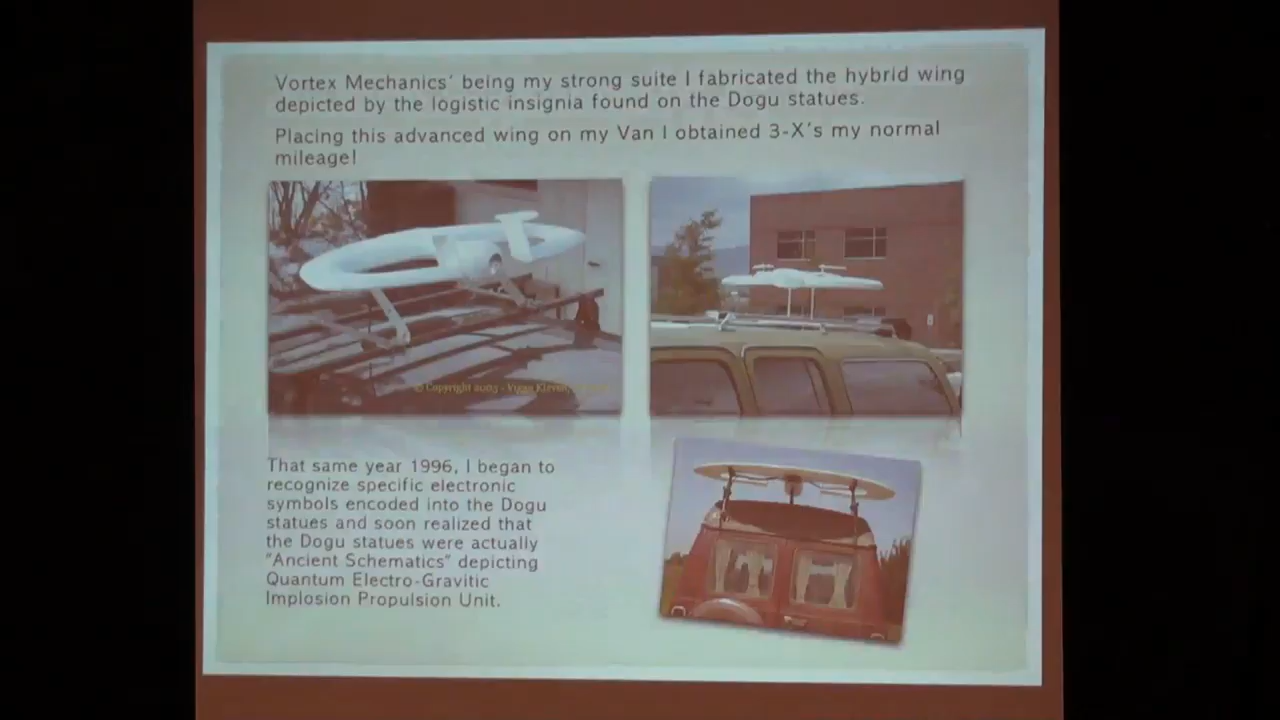 Vortex Mechanics' being my strong suite I fabricated the hybrid wing
depicted by the logistic insignia found on the Dogu statues.
Placing this advanced wing on my Van I obtained 3-X's my normal
mileage!
© Copyright
That same year 1996, I began to
recognize specific electronic
symbols encoded into the Dogu
statues and soon realized that
the Dogu statues were actually
"Ancient Schematics" depicting
Quantum Electro-Gravitic
Implosion Propulsion Unit.